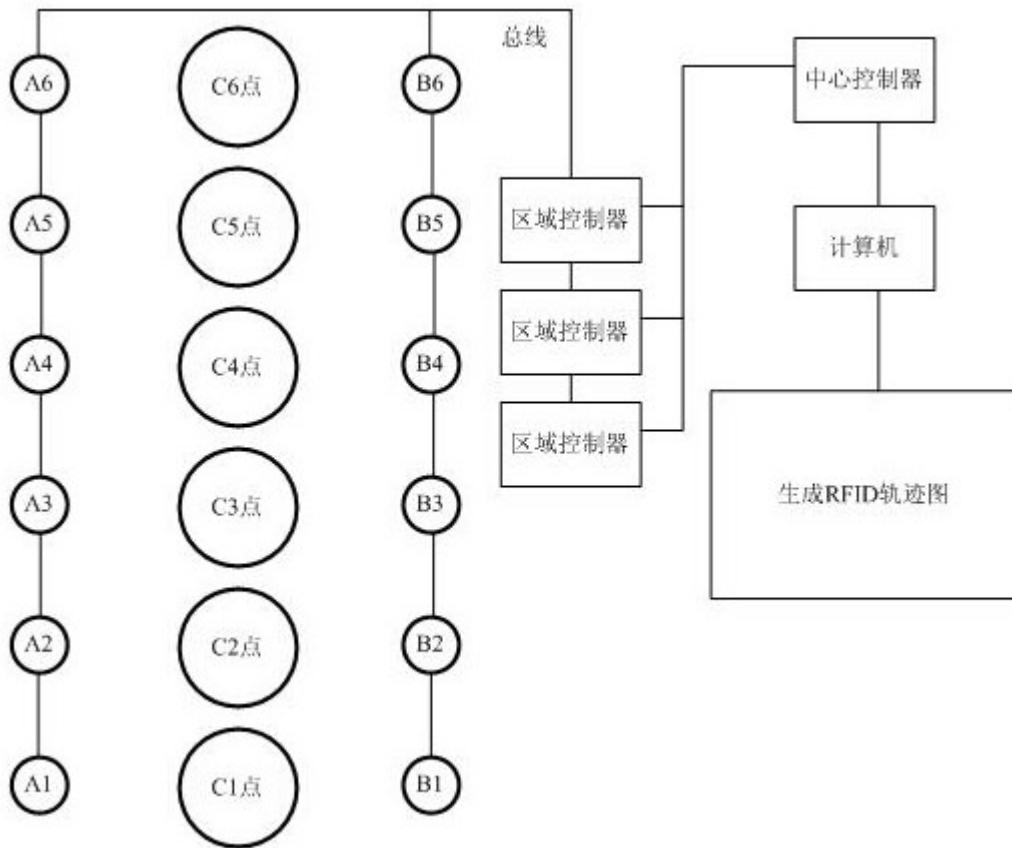 总线
A6
C6点
B6
中心控制器
A5
C5点
B5
区域控制器
计算机
A4
C4点
B4
区域控制器
区域控制器
A3
C3点
B3
生成RFID轨迹图
A2
C2点
B2
A1
C1点
B1